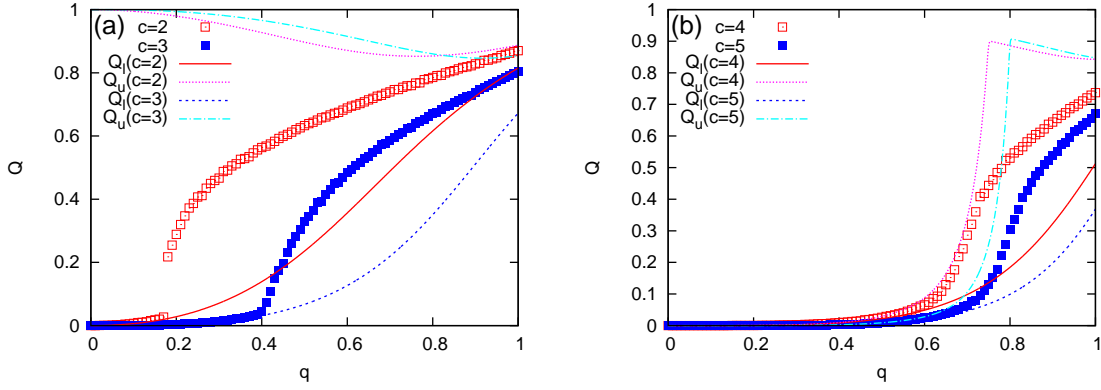 (a)
c=2
c=3
Q_l(c=2)
Q_u(c=2)
Q_l(c=3)
Q_u(c=3)
1
0.8
0.6
0.4
0.2
0
Q
0 0.2 0.4 0.6 0.8 1
q
(b)
c=4
c=5
Q_l(c=4)
Q_u(c=4)
Q_l(c=5)
Q_u(c=5)
1
0.9
0.8
0.7
0.6
0.5
0.4
0.3
0.2
0.1
0
Q
0 0.2 0.4 0.6 0.8 1
q